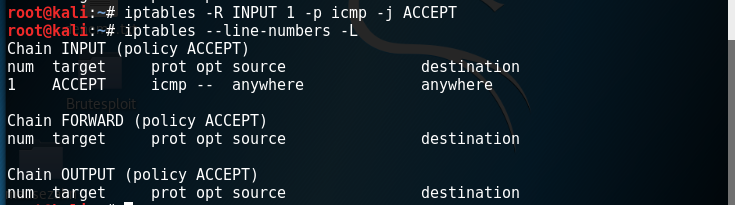 root@kali:~# iptables -R INPUT 1 -p icmp -j ACCEPT
root@kali:~# iptables --line-numbers -L
Chain INPUT (policy ACCEPT)
num  target     prot opt source               destination
1    ACCEPT     icmp --  anywhere             anywhere
Brutesploit
Chain FORWARD (policy ACCEPT)
num  target     prot opt source               destination
Chain OUTPUT (policy ACCEPT)
num  target     prot opt source               destination